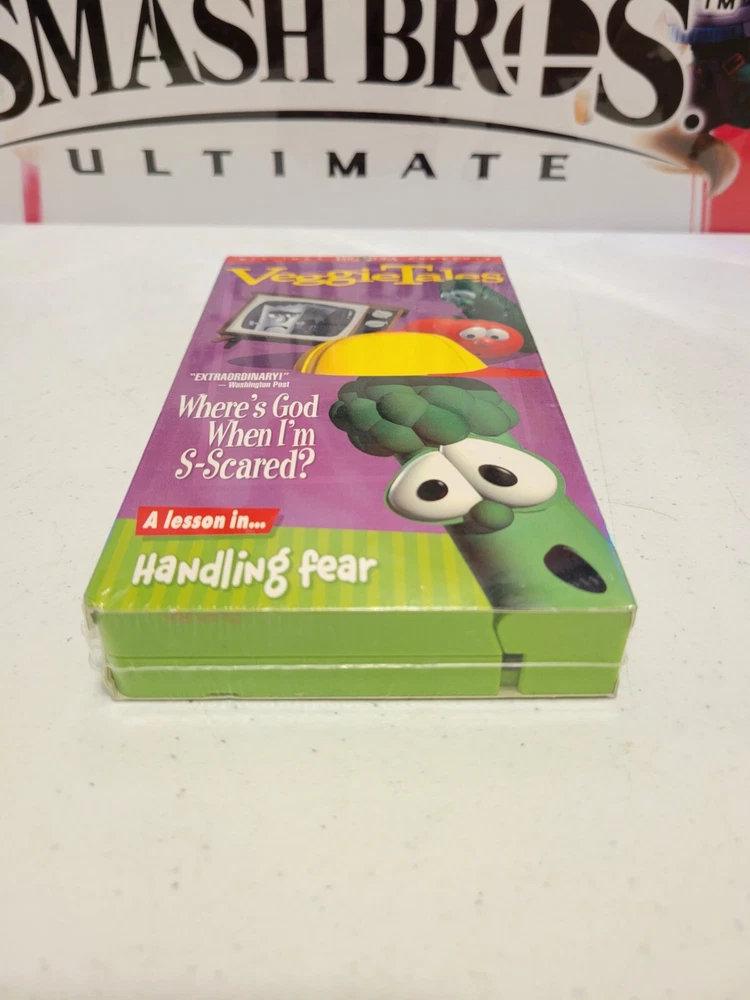 SMASH BROS.
TM
ULTIMATE
VeggieTales
"EXTRAORDINARY!"
— Washington Post
Where's God
When I'm
S-Scared?
A lesson in...
Handling fear